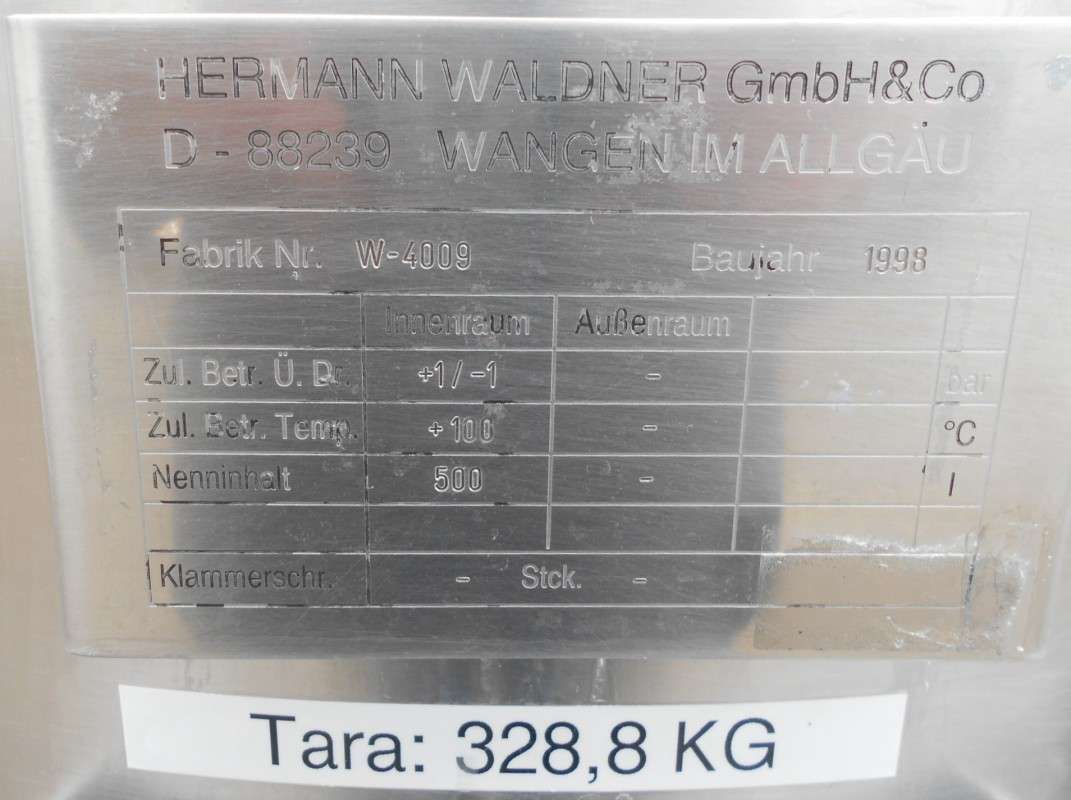 HERMANN WALDNER GmbH&Co
D - 88239 WANGEN IM ALLGÄU
Fabrik Nr. W-4009 Baujahr 1998
Innenraum Außenraum
Zul. Betr. Ü. Dr. +1 / -1 - bar
Zul. Betr. Temp. +100 - °C
Nenninhalt 500 - l
Klammerschr. - Stck. -
Tara: 328,8 KG